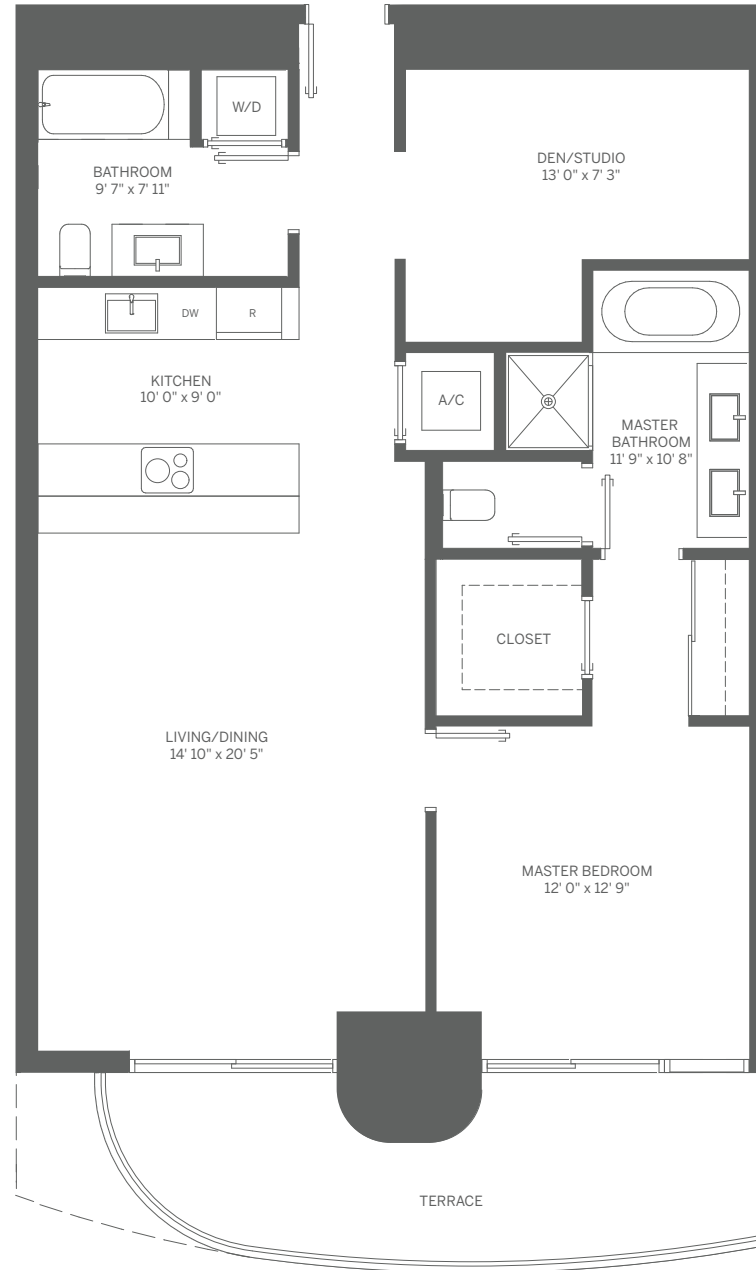 W/D
BATHROOM
9' 7" x 7' 11"
DEN/STUDIO
13' 0" x 7' 3"
DW
R
KITCHEN
10' 0" x 9' 0"
A/C
MASTER
BATHROOM
11' 9" x 10' 8"
CLOSET
LIVING/DINING
14' 10" x 20' 5"
MASTER BEDROOM
12' 0" x 12' 9"
TERRACE